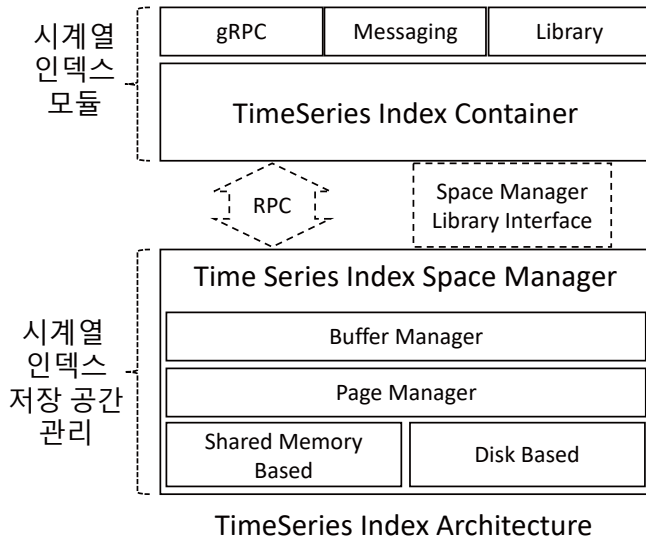 시계열
인덱스
모듈
gRPC
Messaging
Library
TimeSeries Index Container
RPC
Space Manager
Library Interface
시계열
인덱스
저장 공간
관리
Time Series Index Space Manager
Buffer Manager
Page Manager
Shared Memory
Based
Disk Based
TimeSeries Index Architecture